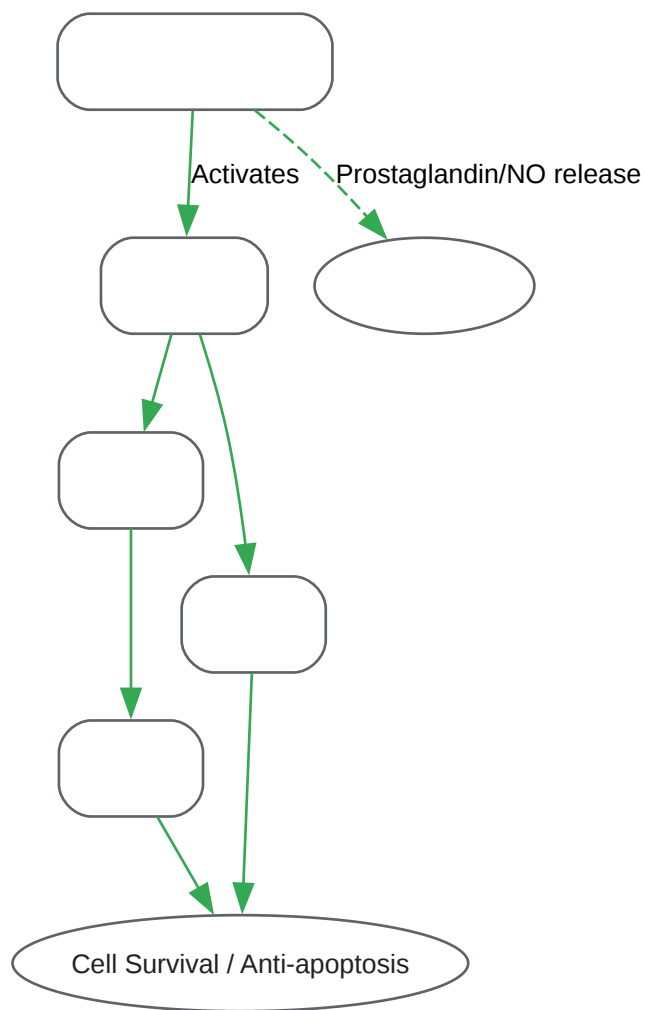 Activates
Prostaglandin/NO release
Cell Survival / Anti-apoptosis